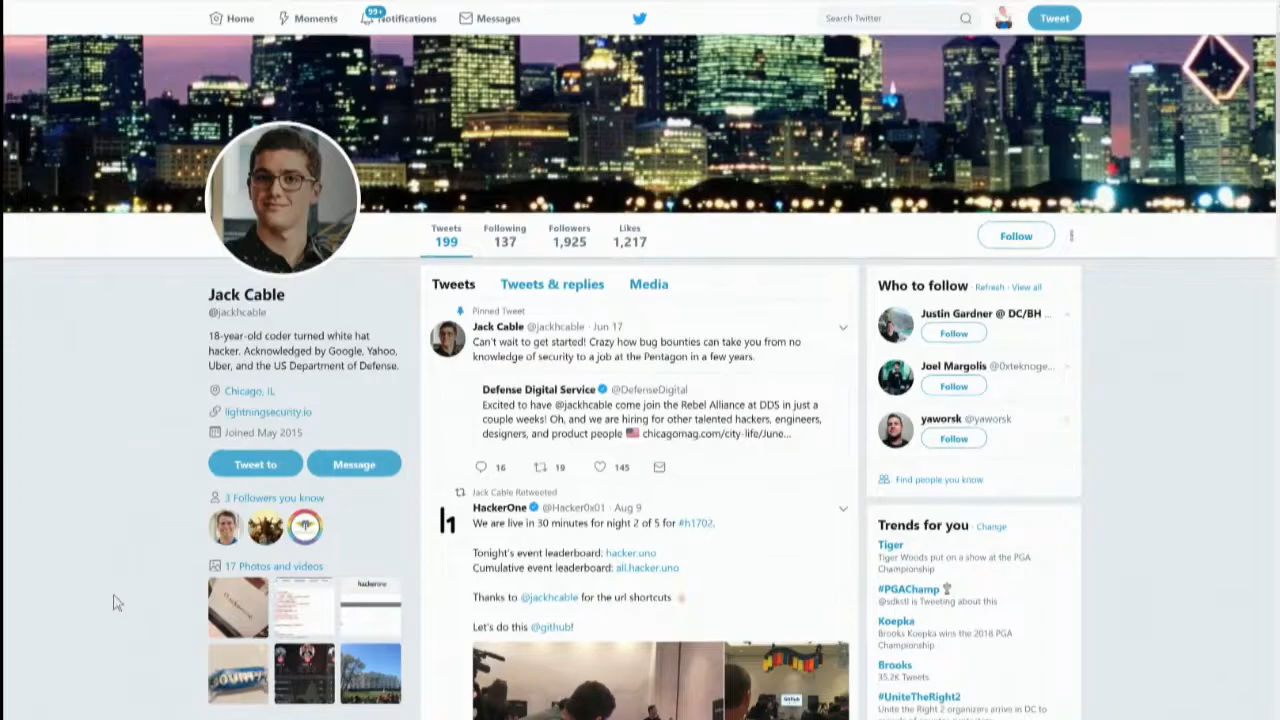 Home
Moments
99+
Notifications
Messages
Search Twitter
Tweet
Tweets
199
Following
137
Followers
1,925
Likes
1,217
Follow
Jack Cable
@jackhcable
18-year-old coder turned white hat
hacker. Acknowledged by Google, Yahoo,
Uber, and the US Department of Defense.
Chicago, IL
lightningsecurity.io
Joined May 2015
Tweet to
Message
3 Followers you know
17 Photos and videos
hackerone
Tweets
Tweets & replies
Media
Pinned Tweet
Jack Cable @jackhcable · Jun 17
Can't wait to get started! Crazy how bug bounties can take you from no
knowledge of security to a job at the Pentagon in a few years.
Defense Digital Service @DefenseDigital
Excited to have @jackhcable come join the Rebel Alliance at DDS in just a
couple weeks! Oh, and we are hiring for other talented hackers, engineers,
designers, and product people 🇺🇸 chicagomag.com/city-life/June...
16
19
145
Jack Cable Retweeted
h1
HackerOne @Hacker0x01 · Aug 9
We are live in 30 minutes for night 2 of 5 for #h1702.
Tonight's event leaderboard: hacker.uno
Cumulative event leaderboard: all.hacker.uno
Thanks to @jackhcable for the url shortcuts
Let's do this @github!
GitHub
Who to follow · Refresh · View all
Justin Gardner @ DC/BH ...
Follow
Joel Margolis @0xteknoge...
Follow
yaworsk @yaworsk
Follow
Find people you know
Trends for you · Change
Tiger
Tiger Woods put on a show at the PGA
Championship
#PGAChamp 🏆
@sdkstl is Tweeting about this
Koepka
Brooks Koepka wins the 2018 PGA
Championship
Brooks
35.2K Tweets
#UniteTheRight2
Unite the Right 2 organizers arrive in DC to